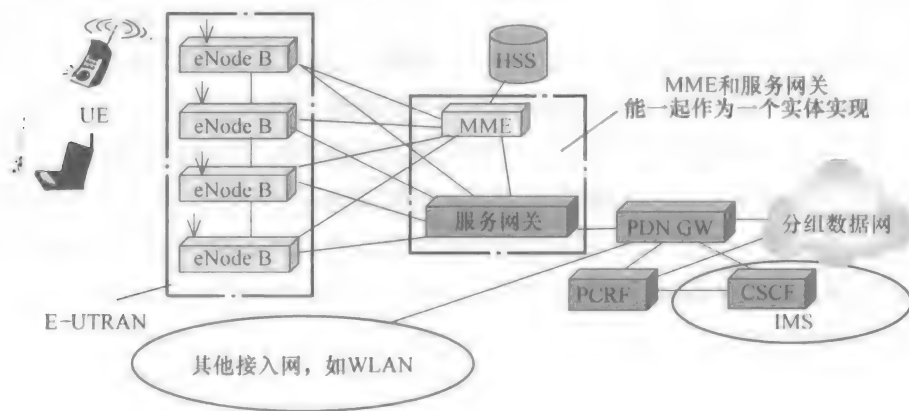 eNode B
HSS
MME和服务网关
能一起作为一个实体实现
UE
eNode B
MME
eNode B
服务网关
PDN GW
分组数据网
eNode B
PCRF
CSCF
E-UTRAN
IMS
其他接入网，如WLAN